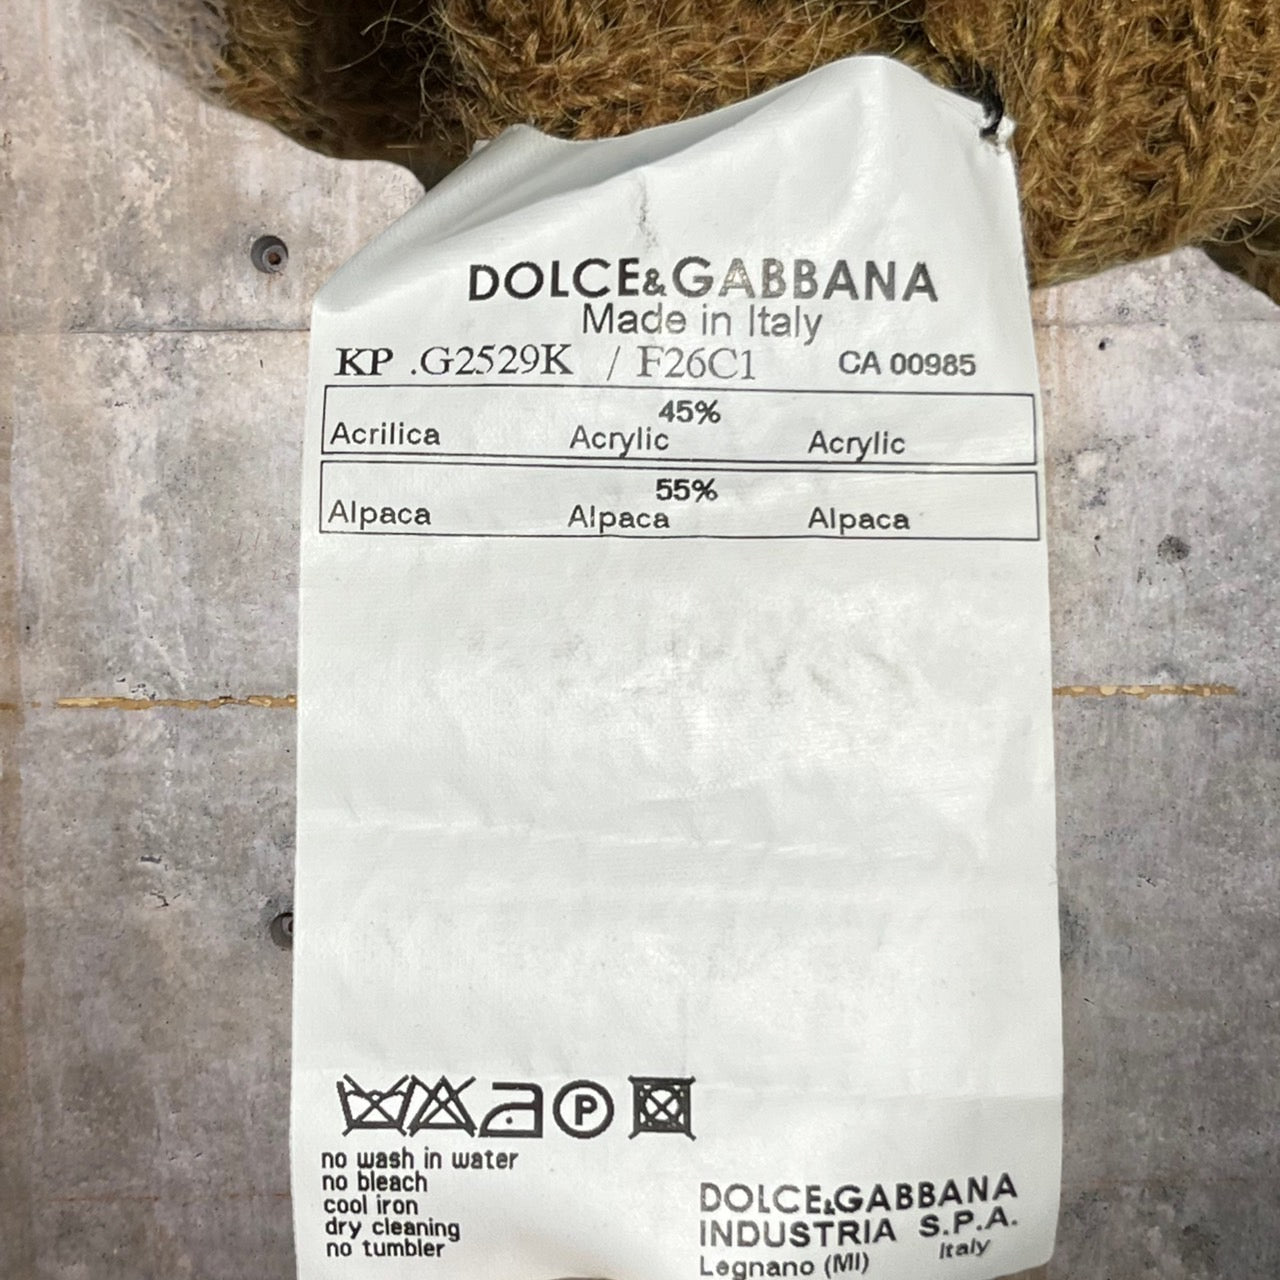 DOLCE&GABBANA
Made in Italy
KP .G2529K / F26C1 CA 00985
45%
Acrilica Acrylic Acrylic
55%
Alpaca Alpaca Alpaca
P
no wash in water
no bleach
cool iron
dry cleaning
no tumbler
DOLCE&GABBANA
INDUSTRIA S.P.A.
Legnano (MI) Italy